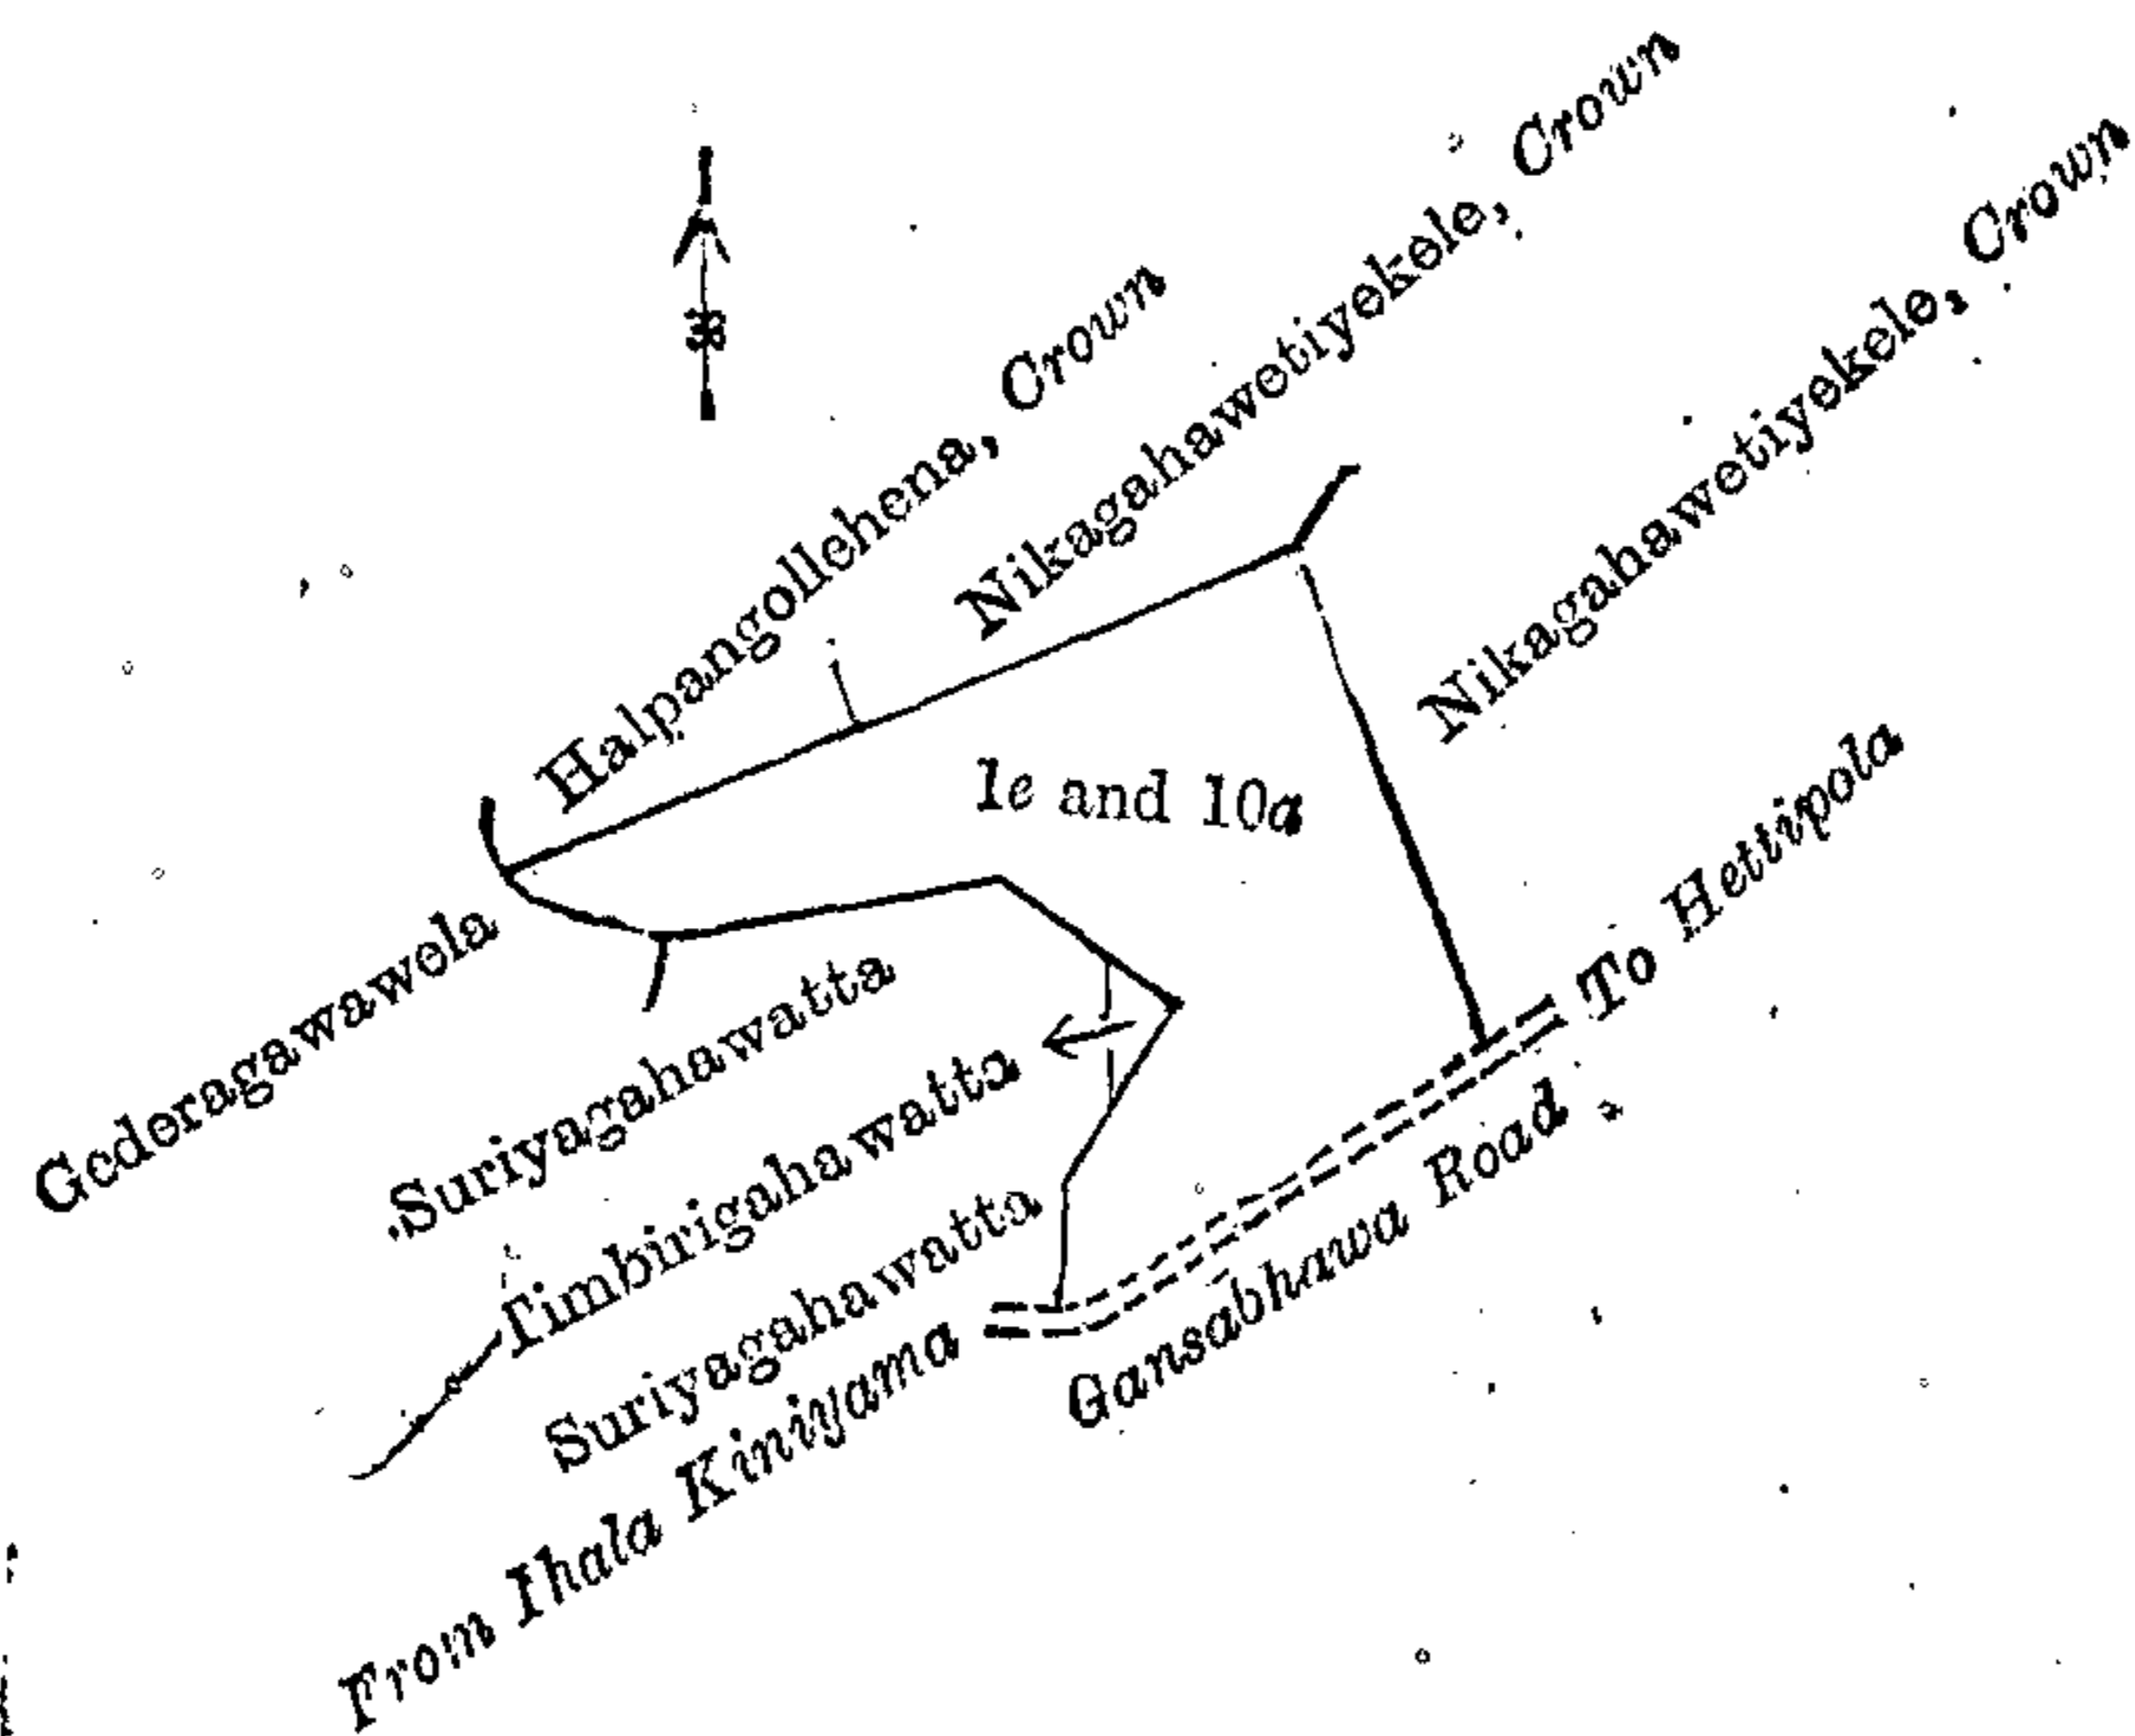 Halpangollehena, Crown
Nikagahawetiyekele, Crown
Nikagahawetiyekele, Crown
1e and 10a
To Hettipola
Gederagawawela
Suriyagahawatta
Timbirigahawatta
Suriyagahawatta
From Ihala Kiniyama
Gansabhawa Road